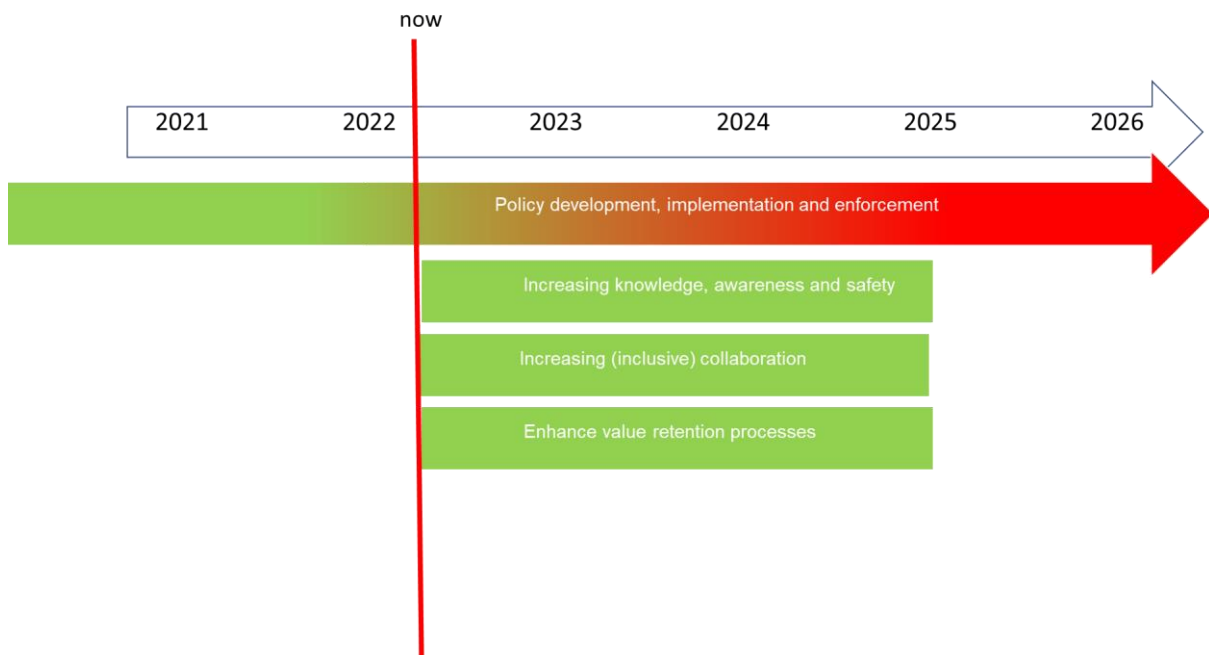 now
2021 2022 2023 2024 2025 2026
Policy development, implementation and enforcement
Increasing knowledge, awareness and safety
Increasing (inclusive) collaboration
Enhance value retention processes